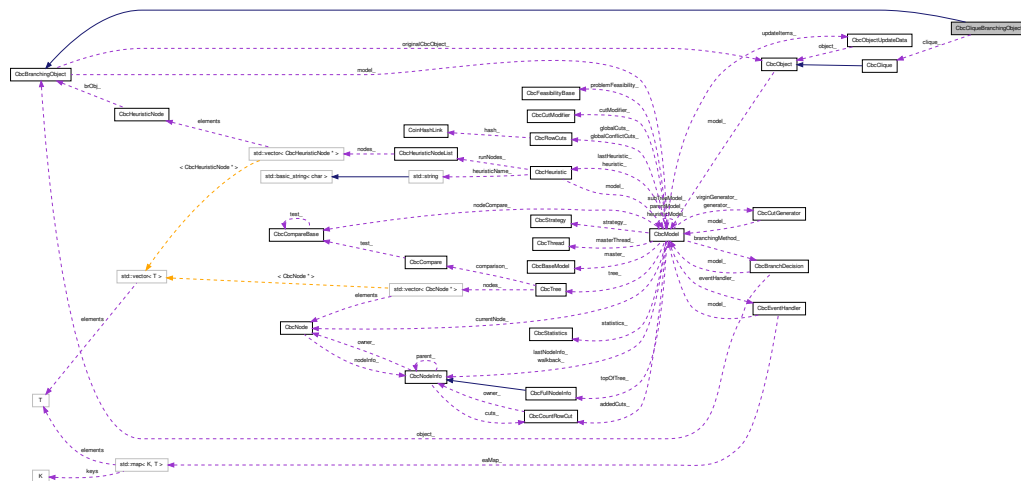 CbcCliqueBranchingObject
updateItems_
CbcObjectUpdateData
originalCbcObject_
object_
clique_
CbcObject
CbcClique
CbcBranchingObject
model_
problemFeasibility_
brObj_
CbcFeasibilityBase
CbcHeuristicNode
cutModifier_
CbcCutModifier
elements
model_
CoinHashLink
hash_
CbcRowCuts
globalCuts_
globalConflictCuts_
std::vector< CbcHeuristicNode * >
nodes_
CbcHeuristicNodeList
runNodes_
lastHeuristic_
heuristic_
< CbcHeuristicNode * >
std::basic_string< char >
std::string
heuristicName_
CbcHeuristic
model_
subTreeModel_
parentModel_
heuristicModel_
virginGenerator_
generator_
CbcCutGenerator
nodeCompare_
test_
CbcStrategy
strategy_
model_
CbcCompareBase
CbcModel
branchingMethod_
CbcThread
masterThread_
test_
CbcCompare
comparison_
CbcBaseModel
master_
model_
CbcBranchDecision
std::vector< T >
< CbcNode * >
eventHandler_
std::vector< CbcNode * >
nodes_
CbcTree
tree_
elements
model_
CbcEventHandler
elements
CbcNode
currentNode_
statistics_
CbcStatistics
owner_
parent_
lastNodeInfo_
walkback_
nodeInfo_
CbcNodeInfo
CbcFullNodeInfo
topOfTree_
T
owner_
addedCuts_
cuts_
CbcCountRowCut
object_
elements
std::map< K, T >
eaMap_
K
keys